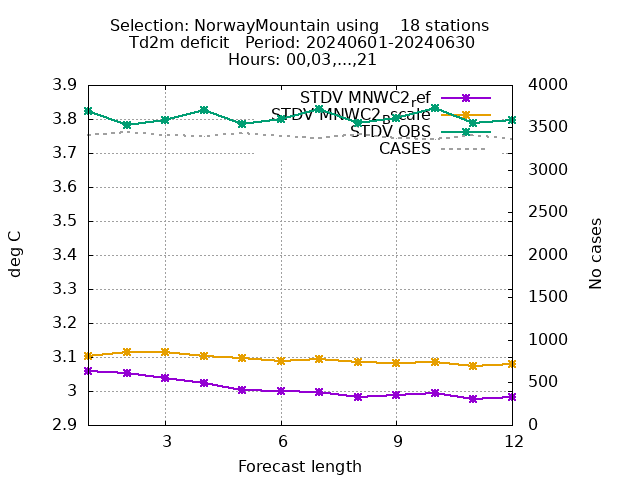 Selection: NorwayMountain using    18 stations
Td2m deficit   Period: 20240601-20240630
Hours: 00,03,...,21
3.9
3.8
3.7
3.6
3.5
3.4
3.3
3.2
3.1
3
2.9
4000
3500
3000
2500
2000
1500
1000
500
0
STDV MNWC2_ref
STDV MNWC2
STDV OBS
CASES
deg C
No cases
3
6
9
12
Forecast length